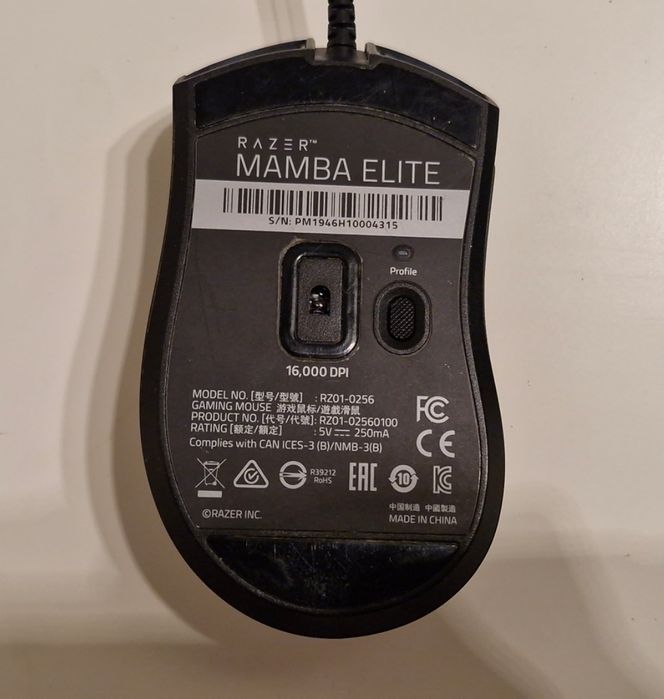 RAZER™
MAMBA ELITE
S/N: PM1946H10004315
Profile
16,000 DPI
MODEL NO. [型号/型號] : RZ01-0256
GAMING MOUSE 游戏鼠标/遊戲滑鼠
PRODUCT NO. [代号/代號] : RZ01-02560100
RATING [额定/額定] : 5V⎓ 250mA
Complies with CAN ICES-3 (B)/NMB-3(B)
FC
CE
R39212
RoHS
EAC
10
©RAZER INC.
中国制造 中國製造
MADE IN CHINA